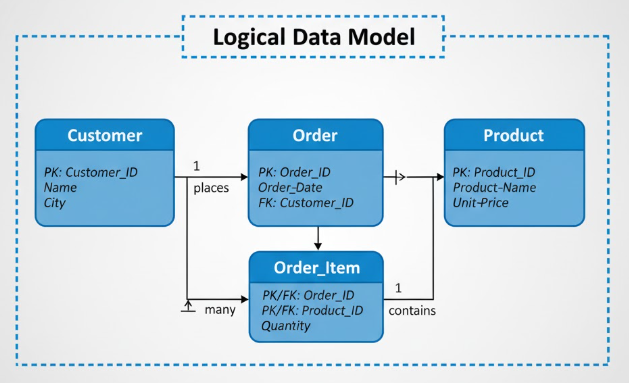 Logical Data Model
Customer
PK: Customer_ID
Name
City
1
places
Order
PK: Order_ID
Order_Date
FK: Customer_ID
Product
PK: Product_ID
Product-Name
Unit-Price
many
Order_Item
PK/FK: Order_ID
PK/FK: Product_ID
Quantity
1
contains